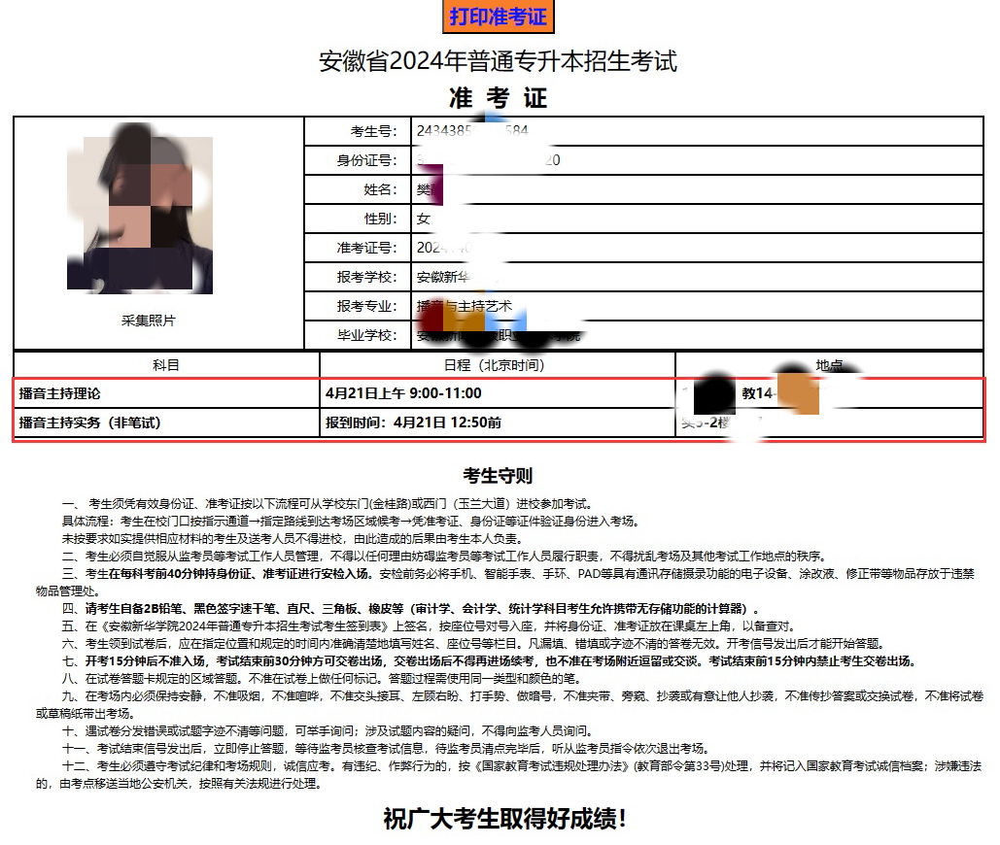 打印准考证
安徽省2024年普通专升本招生考试
准 考 证
考生号： 2434385 584
身份证号： 3 20
姓名： 樊
性别： 女
准考证号： 2024
报考学校： 安徽新华
采集照片
报考专业： 播音与主持艺术
毕业学校：
科目 日程（北京时间） 地点
播音主持理论 4月21日上午 9:00-11:00 教14-
播音主持实务（非笔试） 报到时间：4月21日 12:50前
考生守则
一、 考生须凭有效身份证、准考证按以下流程可从学校东门(金桂路)或西门（玉兰大道）进校参加考试。
具体流程：考生在校门口按指示通道→指定路线到达考场区域候考→凭准考证、身份证等证件验证身份进入考场。
未按要求如实提供相应材料的考生及送考人员不得进校，由此造成的后果由考生本人负责。
二、考生必须自觉服从监考员等考试工作人员管理，不得以任何理由妨碍监考员等考试工作人员履行职责，不得扰乱考场及其他考试工作地点的秩序。
三、考生在每科考前40分钟持身份证、准考证进行安检入场。安检前务必将手机、智能手表、手环、PAD等具有通讯存储摄录功能的电子设备、涂改液、修正带等物品存放于违禁
物品管理处。
四、请考生自备2B铅笔、黑色签字速干笔、直尺、三角板、橡皮等（审计学、会计学、统计学科目考生允许携带无存储功能的计算器）。
五、在《安徽新华学院2024年普通专升本招生考试考生签到表》上签名，按座位号对号入座，并将身份证、准考证放在课桌左上角，以备查对。
六、考生领到试卷后，应在指定位置和规定的时间内准确清楚地填写姓名、座位号等栏目。凡漏填、错填或字迹不清的答卷无效。开考信号发出后才能开始答题。
七、开考15分钟后不准入场，考试结束前30分钟方可交卷出场，交卷出场后不得再进场续考，也不准在考场附近逗留或交谈。考试结束前15分钟内禁止考生交卷出场。
八、在试卷答题卡规定的区域答题。不准在试卷上做任何标记。答题过程需使用同一类型和颜色的笔。
九、在考场内必须保持安静，不准吸烟，不准喧哗，不准交头接耳、左顾右盼、打手势、做暗号，不准夹带、旁窥、抄袭或有意让他人抄袭，不准传抄答案或交换试卷，不准将试卷
或草稿纸带出考场。
十、遇试卷分发错误或试题字迹不清等问题，可举手询问；涉及试题内容的疑问，不得向监考人员询问。
十一、考试结束信号发出后，立即停止答题，等待监考员核查考试信息，待监考员清点完毕后，听从监考员指令依次退出考场。
十二、考生必须遵守考试纪律和考场规则，诚信应考。有违纪、作弊行为的，按《国家教育考试违规处理办法》(教育部令第33号)处理，并将记入国家教育考试诚信档案；涉嫌违法
的，由考点移送当地公安机关，按照有关法规进行处理。
祝广大考生取得好成绩！